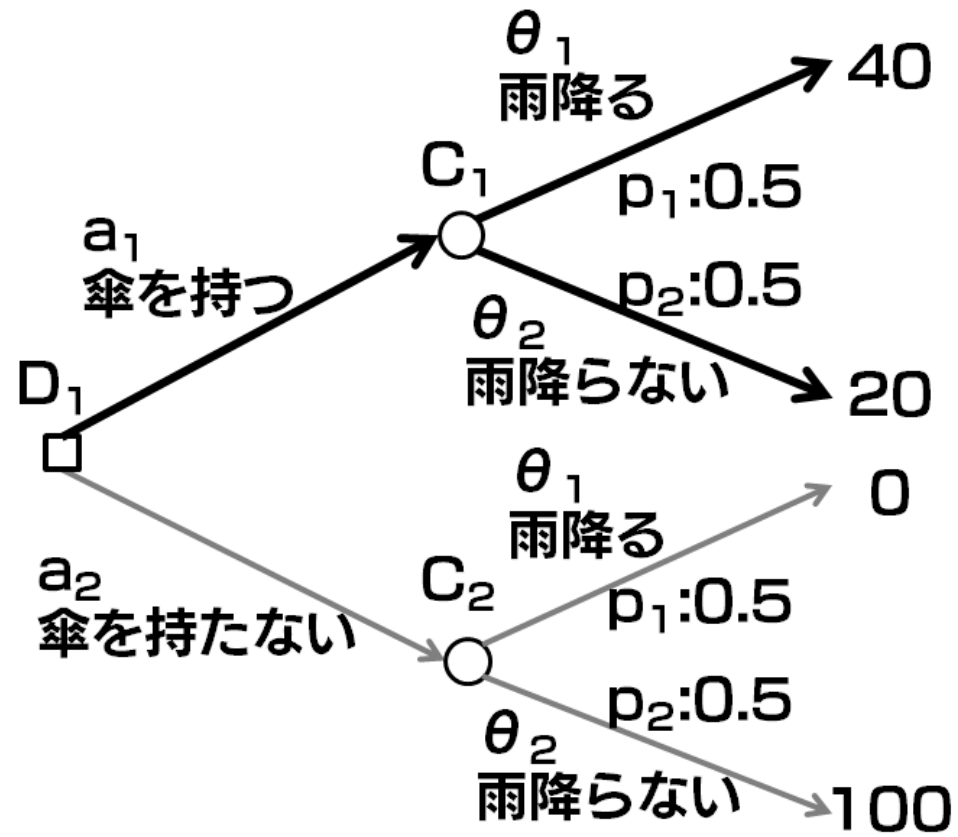 θ1
雨降る
40
C1
p1:0.5
a1
傘を持つ
p2:0.5
θ2
雨降らない
20
D1
θ1
雨降る
0
a2
傘を持たない
C2
p1:0.5
p2:0.5
θ2
雨降らない
100